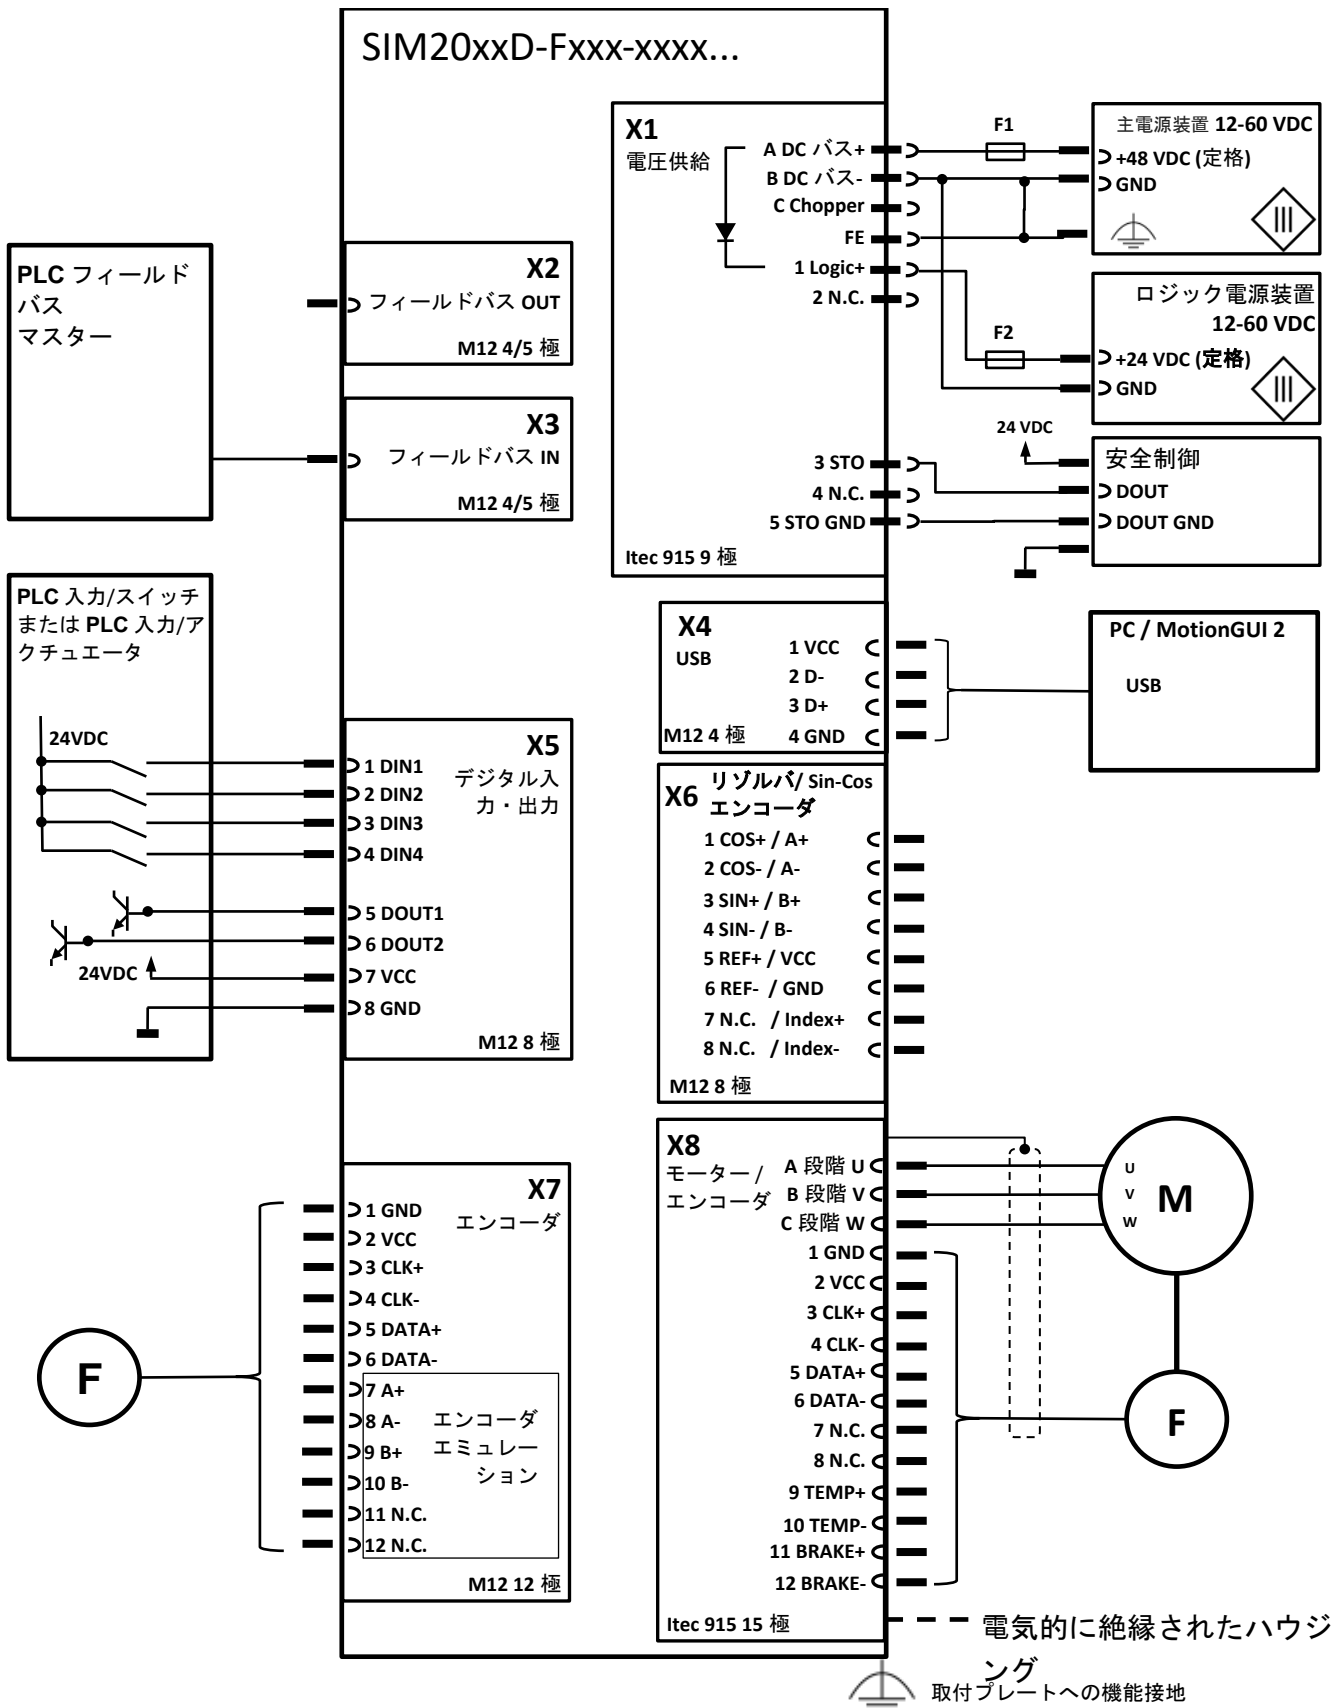 SIM20xxD-Fxxx-xxxx...
X1
電圧供給
A DC バス+
B DC バス-
C Chopper
FE
1 Logic+
2 N.C.
3 STO
4 N.C.
5 STO GND
Itec 915 9 極
F1
F2
主電源装置 12-60 VDC
+48 VDC (定格)
GND
ロジック電源装置
12-60 VDC
+24 VDC (定格)
GND
24 VDC
安全制御
DOUT
DOUT GND
PLC フィールド
バス
マスター
X2
フィールドバス OUT
M12 4/5 極
X3
フィールドバス IN
M12 4/5 極
PLC 入力/スイッチ
または PLC 入力/ア
クチュエータ
24VDC
24VDC
X5
デジタル入
力・出力
1 DIN1
2 DIN2
3 DIN3
4 DIN4
5 DOUT1
6 DOUT2
7 VCC
8 GND
M12 8 極
X4
USB
1 VCC
2 D-
3 D+
4 GND
M12 4 極
PC / MotionGUI 2
USB
X6
リゾルバ/ Sin-Cos
エンコーダ
1 COS+ / A+
2 COS- / A-
3 SIN+ / B+
4 SIN- / B-
5 REF+ / VCC
6 REF- / GND
7 N.C. / Index+
8 N.C. / Index-
M12 8 極
X7
エンコーダ
1 GND
2 VCC
3 CLK+
4 CLK-
5 DATA+
6 DATA-
7 A+
8 A-
9 B+
10 B-
11 N.C.
12 N.C.
エンコーダ
エミュレー
ション
M12 12 極
F
X8
モーター /
エンコーダ
A 段階 U
B 段階 V
C 段階 W
1 GND
2 VCC
3 CLK+
4 CLK-
5 DATA+
6 DATA-
7 N.C.
8 N.C.
9 TEMP+
10 TEMP-
11 BRAKE+
12 BRAKE-
Itec 915 15 極
U
V
W
M
F
電気的に絶縁されたハウジ
ング
取付プレートへの機能接地